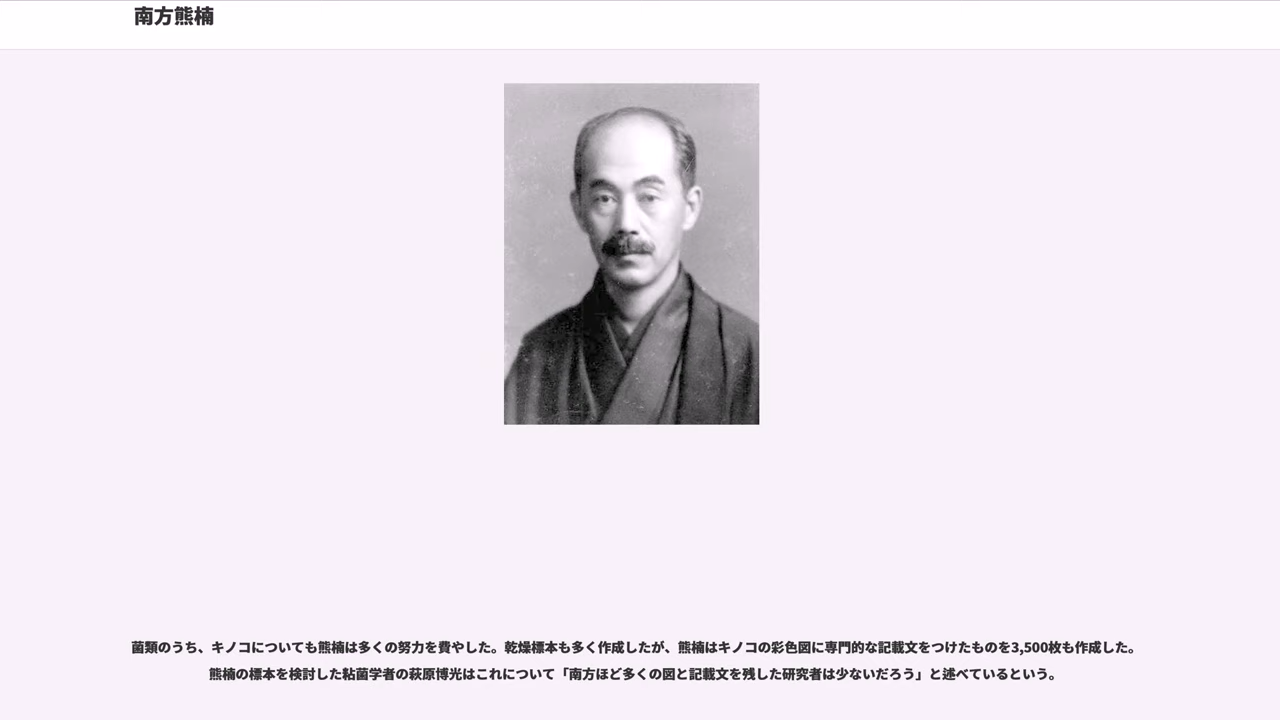 南方熊楠
菌類のうち、キノコについても熊楠は多くの努力を費やした。乾燥標本も多く作成したが、熊楠はキノコの彩色図に専門的な記載文をつけたものを3,500枚も作成した。
熊楠の標本を検討した粘菌学者の萩原博光はこれについて「南方ほど多くの図と記載文を残した研究者は少ないだろう」と述べているという。